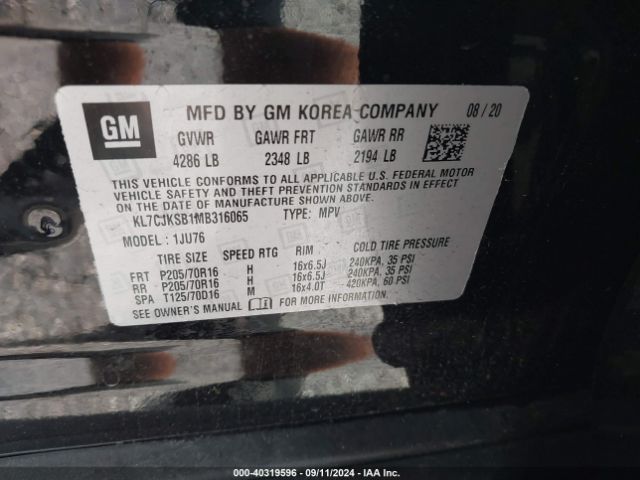 GM
MFD BY GM KOREA COMPANY 08/20
GVWR GAWR FRT GAWR RR
4286 LB 2348 LB 2194 LB
THIS VEHICLE CONFORMS TO ALL APPLICABLE U.S. FEDERAL MOTOR
VEHICLE SAFETY AND THEFT PREVENTION STANDARDS IN EFFECT
ON THE DATE OF MANUFACTURE SHOWN ABOVE.
KL7CJKSB1MB316065 TYPE: MPV
MODEL: 1JU76
TIRE SIZE SPEED RTG RIM COLD TIRE PRESSURE
FRT P205/70R16 H 16x6.5J 240KPA, 35 PSI
RR P205/70R16 H 16x6.5J 240KPA, 35 PSI
SPA T125/70D16 M 16x4.0T 420KPA, 60 PSI
SEE OWNER'S MANUAL FOR MORE INFORMATION.
000-40319596 - 09/11/2024 - IAA Inc.